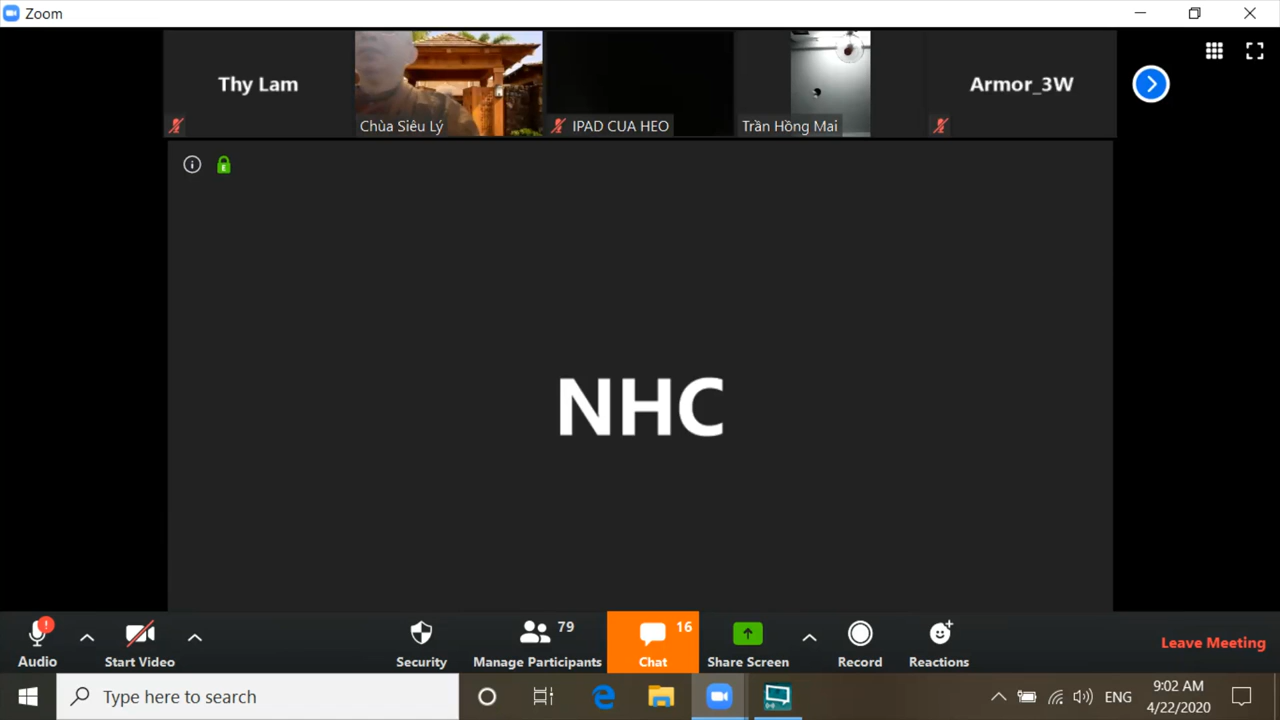 Zoom
Thy Lam
Chùa Siêu Lý
IPAD CUA HEO
Trần Hồng Mai
Armor_3W
E
NHC
Audio
Start Video
Security
79
Manage Participants
16
Chat
Share Screen
Record
Reactions
Leave Meeting
Type here to search
ENG
9:02 AM
4/22/2020